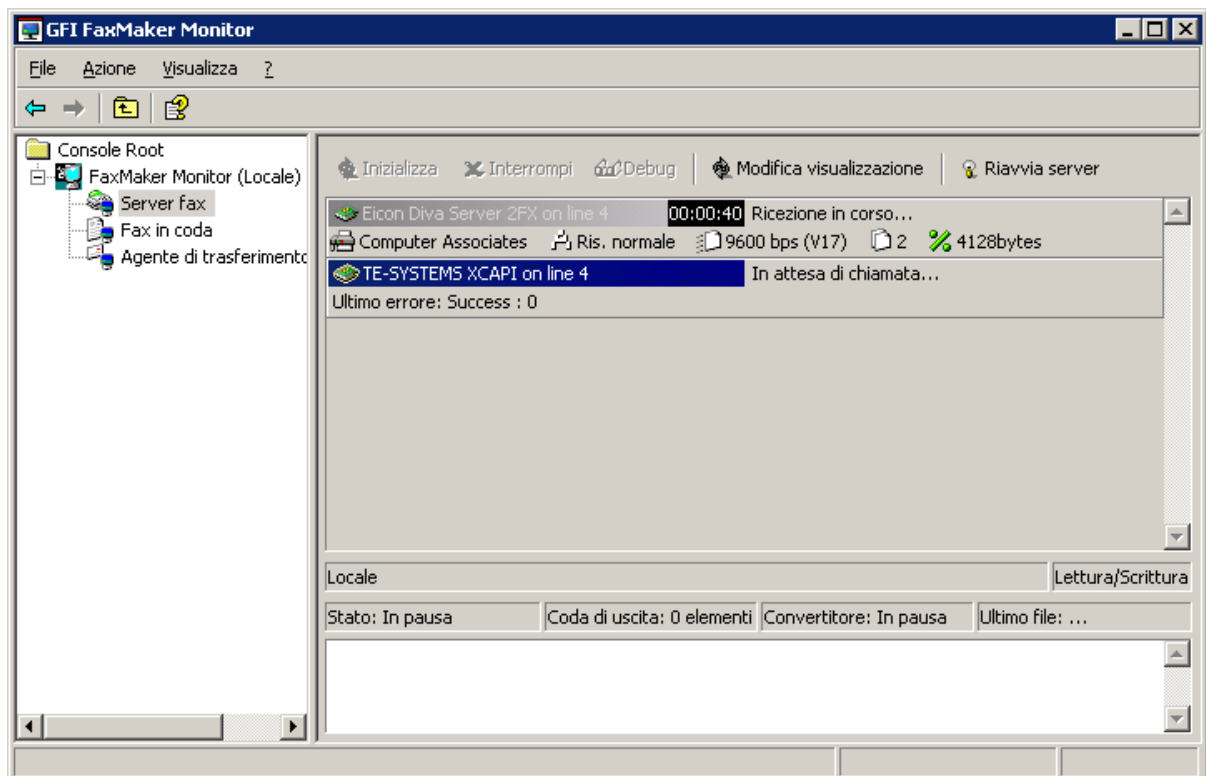 GFI FaxMaker Monitor
File Azione Visualizza ?
Console Root
FaxMaker Monitor (Locale)
Server fax
Fax in coda
Agente di trasferimento
Inizializza Interrompi Debug Modifica visualizzazione Riavvia server
Eicon Diva Server 2FX on line 4 00:00:40 Ricezione in corso...
Computer Associates Ris. normale 9600 bps (V17) 2 4128bytes
TE-SYSTEMS XCAPI on line 4 In attesa di chiamata...
Ultimo errore: Success : 0
Locale Lettura/Scrittura
Stato: In pausa Coda di uscita: 0 elementi Convertitore: In pausa Ultimo file: ...